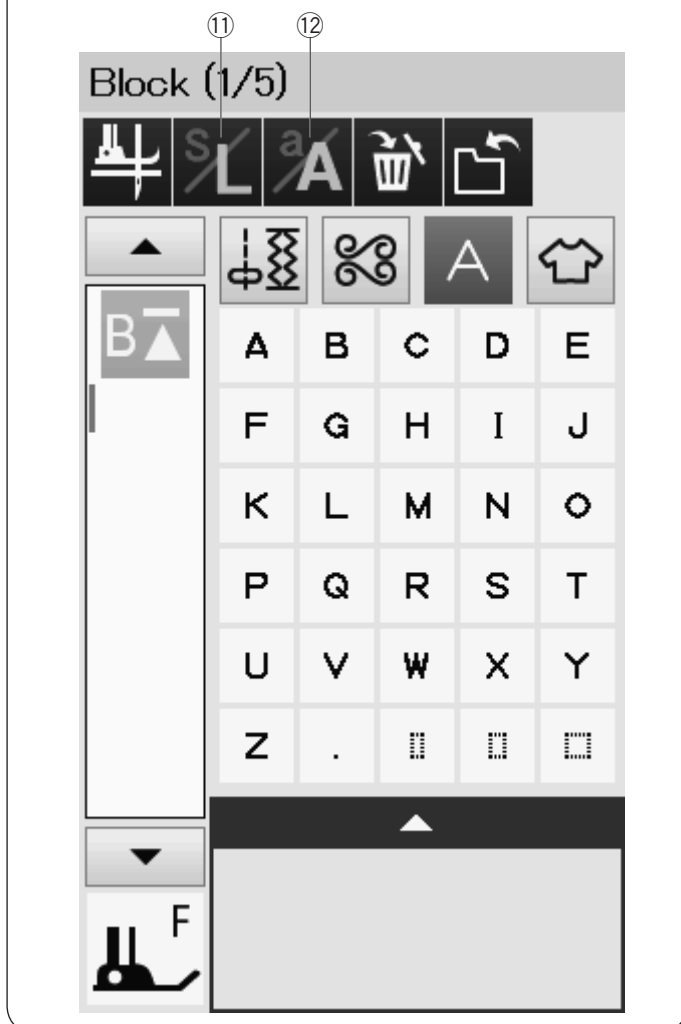 ⑪ ⑫
Block (1/5)
S/L a/A
A
B A B C D E
F G H I J
K L M N O
P Q R S T
U V W X Y
Z .
F